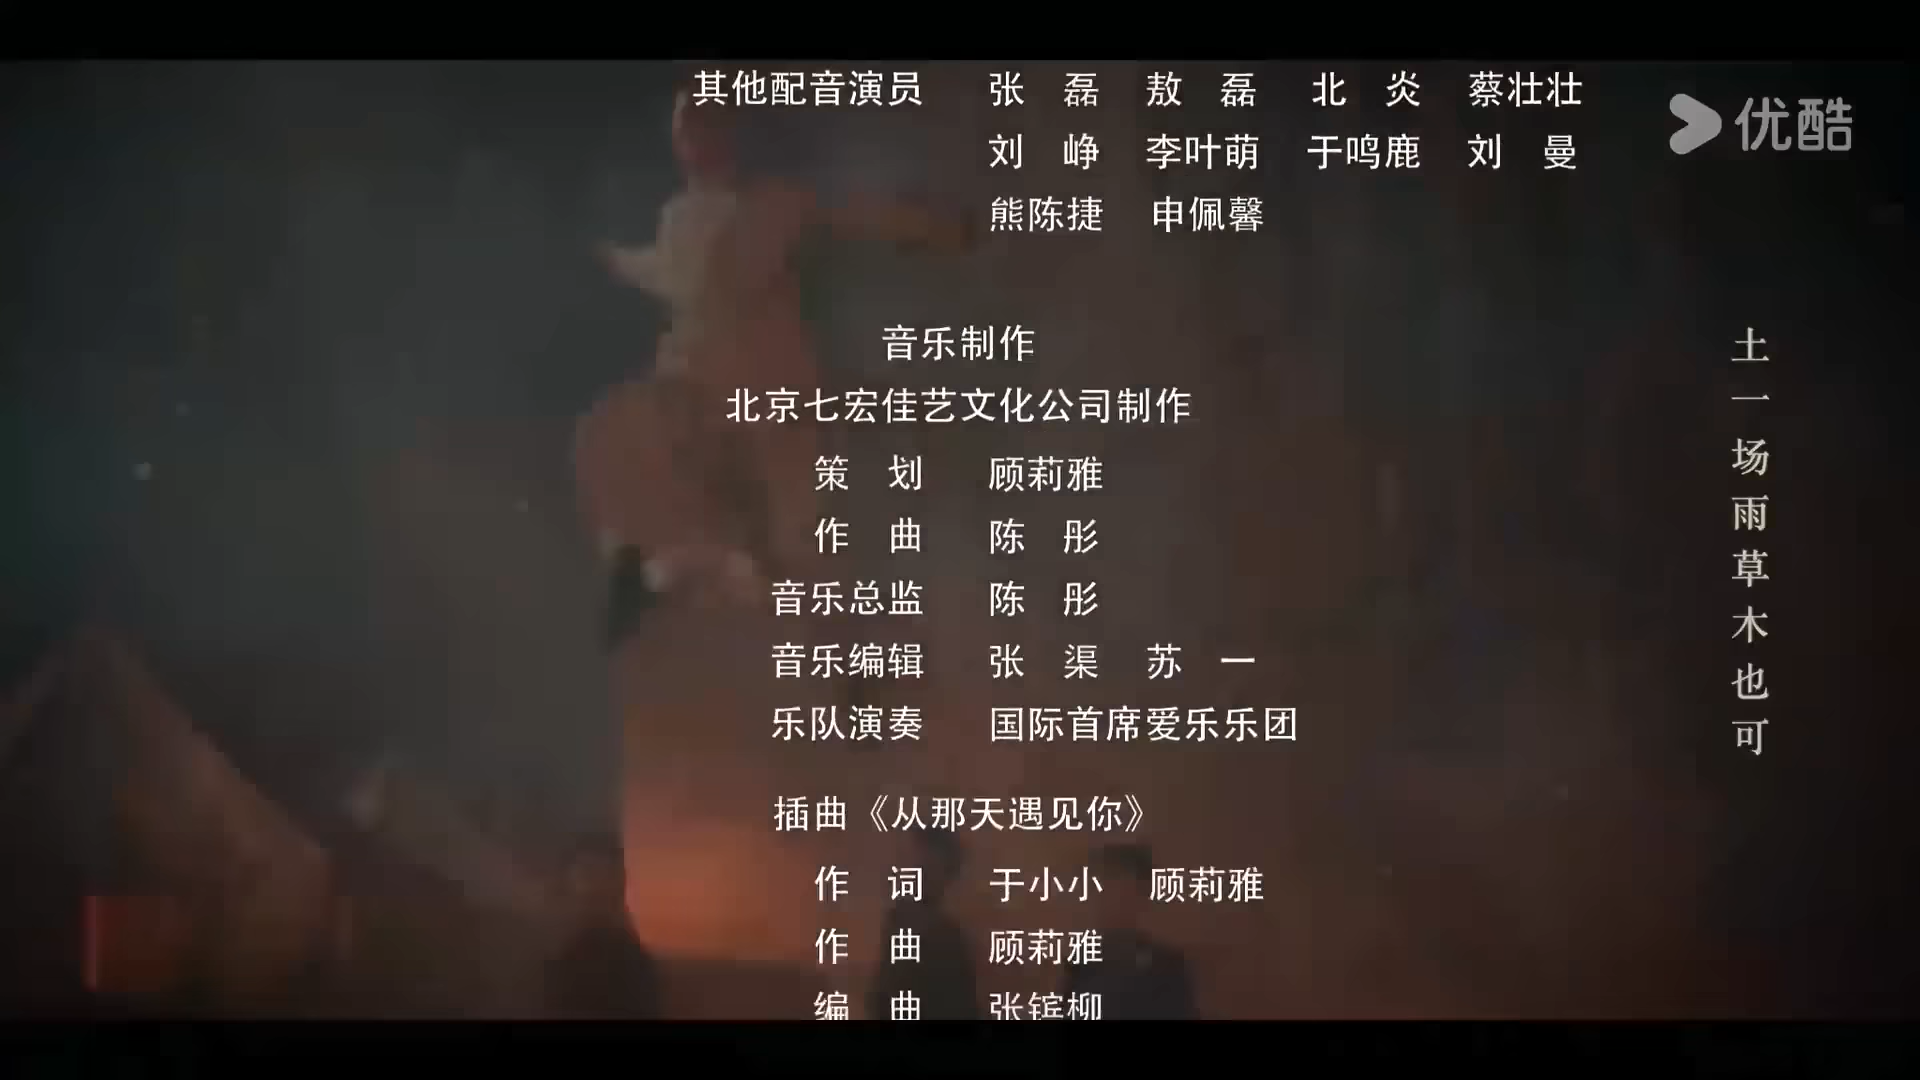 其他配音演员 张磊 敖磊 北炎 蔡壮壮
刘峥 李叶萌 于鸣鹿 刘曼
熊陈捷 申佩馨
优酷
音乐制作
北京七宏佳艺文化公司制作
策划 顾莉雅
作曲 陈彤
音乐总监 陈彤
音乐编辑 张渠 苏一
乐队演奏 国际首席爱乐乐团
插曲《从那天遇见你》
作词 于小小 顾莉雅
作曲 顾莉雅
编曲 张镔柳
土一场雨草木也可